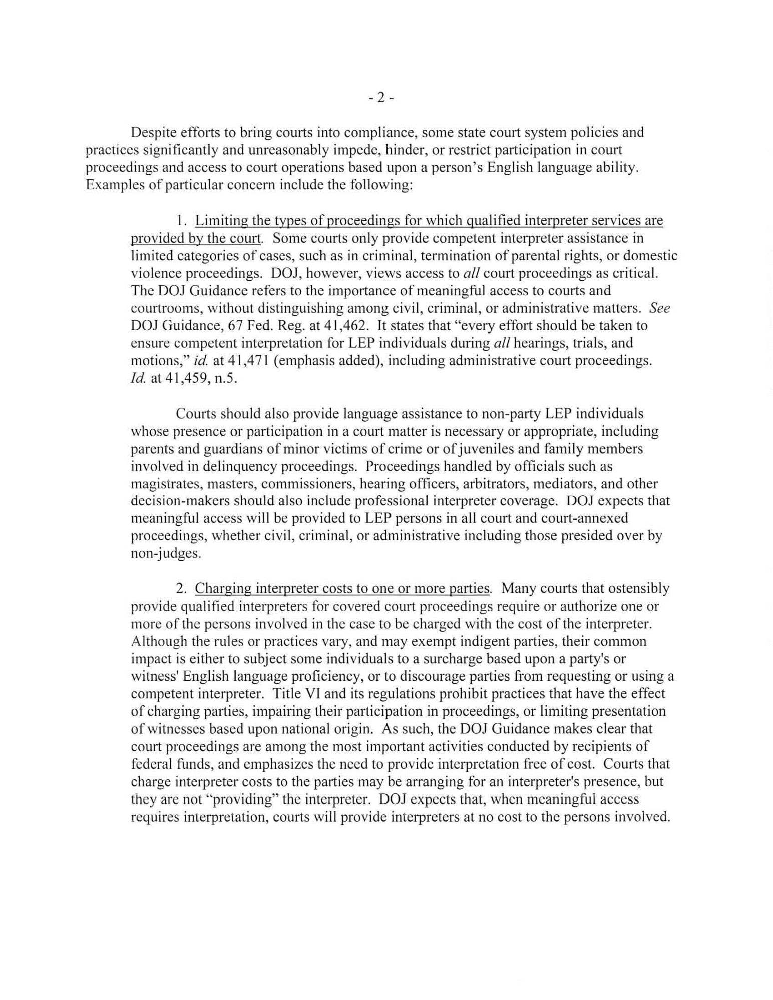 - 2 -
Despite efforts to bring courts into compliance, some state court system policies and
practices significantly and unreasonably impede, hinder, or restrict participation in court
proceedings and access to court operations based upon a person’s English language ability.
Examples of particular concern include the following:
1. Limiting the types of proceedings for which qualified interpreter services are
provided by the court. Some courts only provide competent interpreter assistance in
limited categories of cases, such as in criminal, termination of parental rights, or domestic
violence proceedings. DOJ, however, views access to all court proceedings as critical.
The DOJ Guidance refers to the importance of meaningful access to courts and
courtrooms, without distinguishing among civil, criminal, or administrative matters. See
DOJ Guidance, 67 Fed. Reg. at 41,462. It states that “every effort should be taken to
ensure competent interpretation for LEP individuals during all hearings, trials, and
motions,” id. at 41,471 (emphasis added), including administrative court proceedings.
Id. at 41,459, n.5.
Courts should also provide language assistance to non-party LEP individuals
whose presence or participation in a court matter is necessary or appropriate, including
parents and guardians of minor victims of crime or of juveniles and family members
involved in delinquency proceedings. Proceedings handled by officials such as
magistrates, masters, commissioners, hearing officers, arbitrators, mediators, and other
decision-makers should also include professional interpreter coverage. DOJ expects that
meaningful access will be provided to LEP persons in all court and court-annexed
proceedings, whether civil, criminal, or administrative including those presided over by
non-judges.
2. Charging interpreter costs to one or more parties. Many courts that ostensibly
provide qualified interpreters for covered court proceedings require or authorize one or
more of the persons involved in the case to be charged with the cost of the interpreter.
Although the rules or practices vary, and may exempt indigent parties, their common
impact is either to subject some individuals to a surcharge based upon a party's or
witness' English language proficiency, or to discourage parties from requesting or using a
competent interpreter. Title VI and its regulations prohibit practices that have the effect
of charging parties, impairing their participation in proceedings, or limiting presentation
of witnesses based upon national origin. As such, the DOJ Guidance makes clear that
court proceedings are among the most important activities conducted by recipients of
federal funds, and emphasizes the need to provide interpretation free of cost. Courts that
charge interpreter costs to the parties may be arranging for an interpreter's presence, but
they are not “providing” the interpreter. DOJ expects that, when meaningful access
requires interpretation, courts will provide interpreters at no cost to the persons involved.